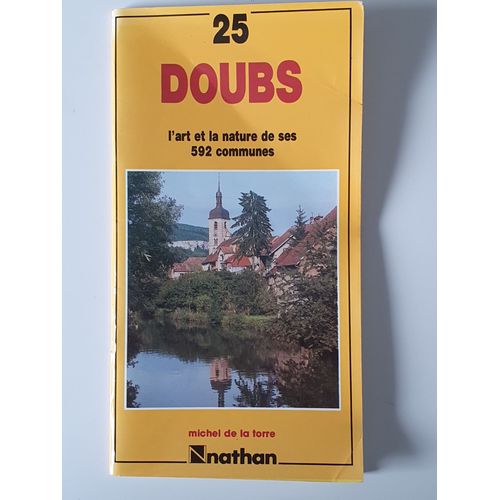 25
DOUBS
l'art et la nature de ses
592 communes
michel de la torre
nathan